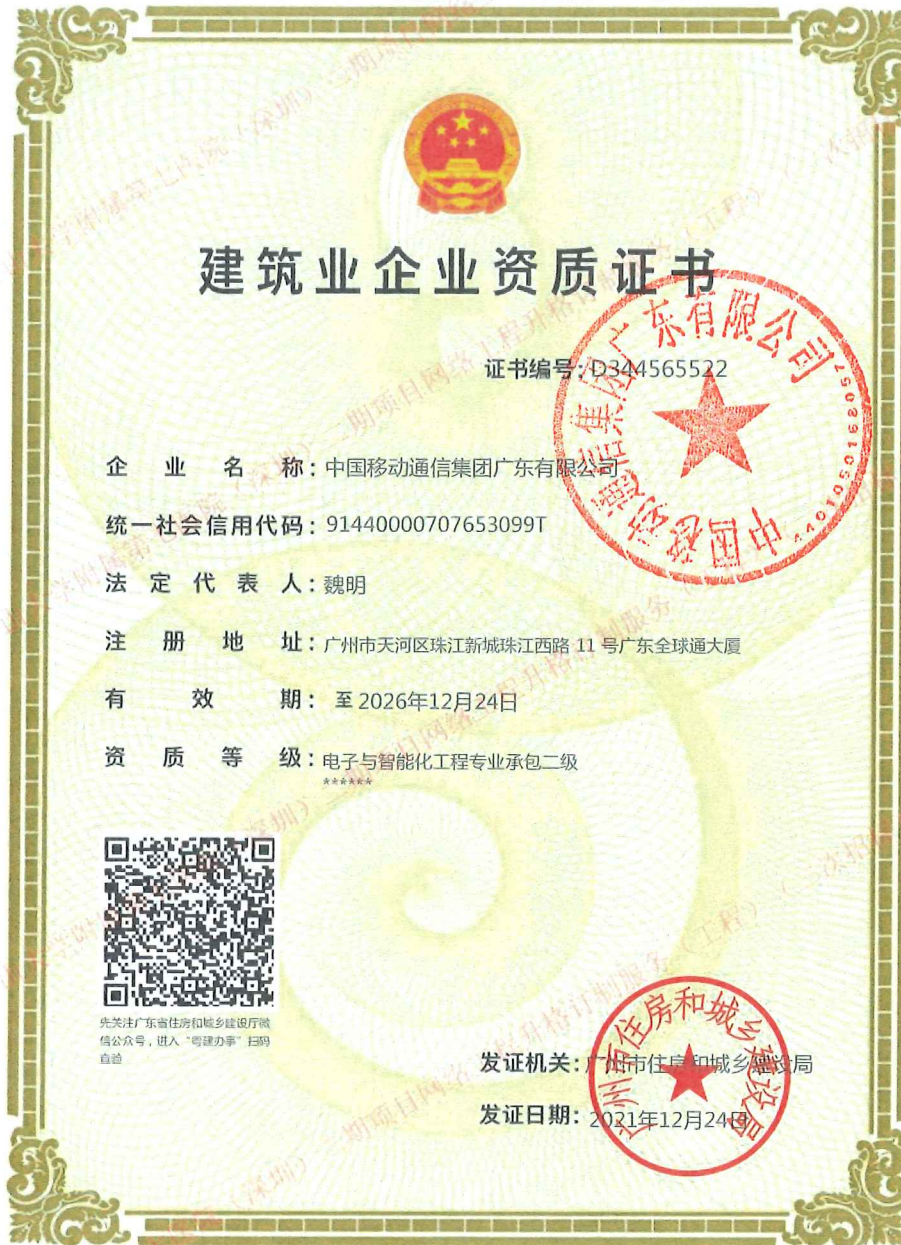 建筑业企业资质证书
证书编号:D344565522
企业名称:中国移动通信集团广东有限公司
统一社会信用代码:91440000707653099T
法定代表人:魏明
注册地址:广州市天河区珠江新城珠江西路 11 号广东全球通大厦
有效期: 至 2026年12月24日
资质等级:电子与智能化工程专业承包二级
******
先关注广东省住房和城乡建设厅微
信公众号,进入“粤建办事”扫码
查验
发证机关:广州市住房和城乡建设局
发证日期: 2021年12月24日
中国移动通信集团广东有限公司
广州市住房和城乡建设局